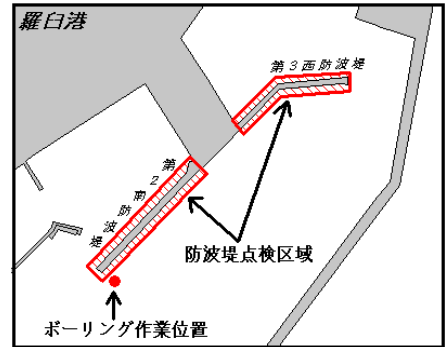 羅臼港
第3西防波堤
第2南防波堤
防波堤点検区域
ボーリング作業位置